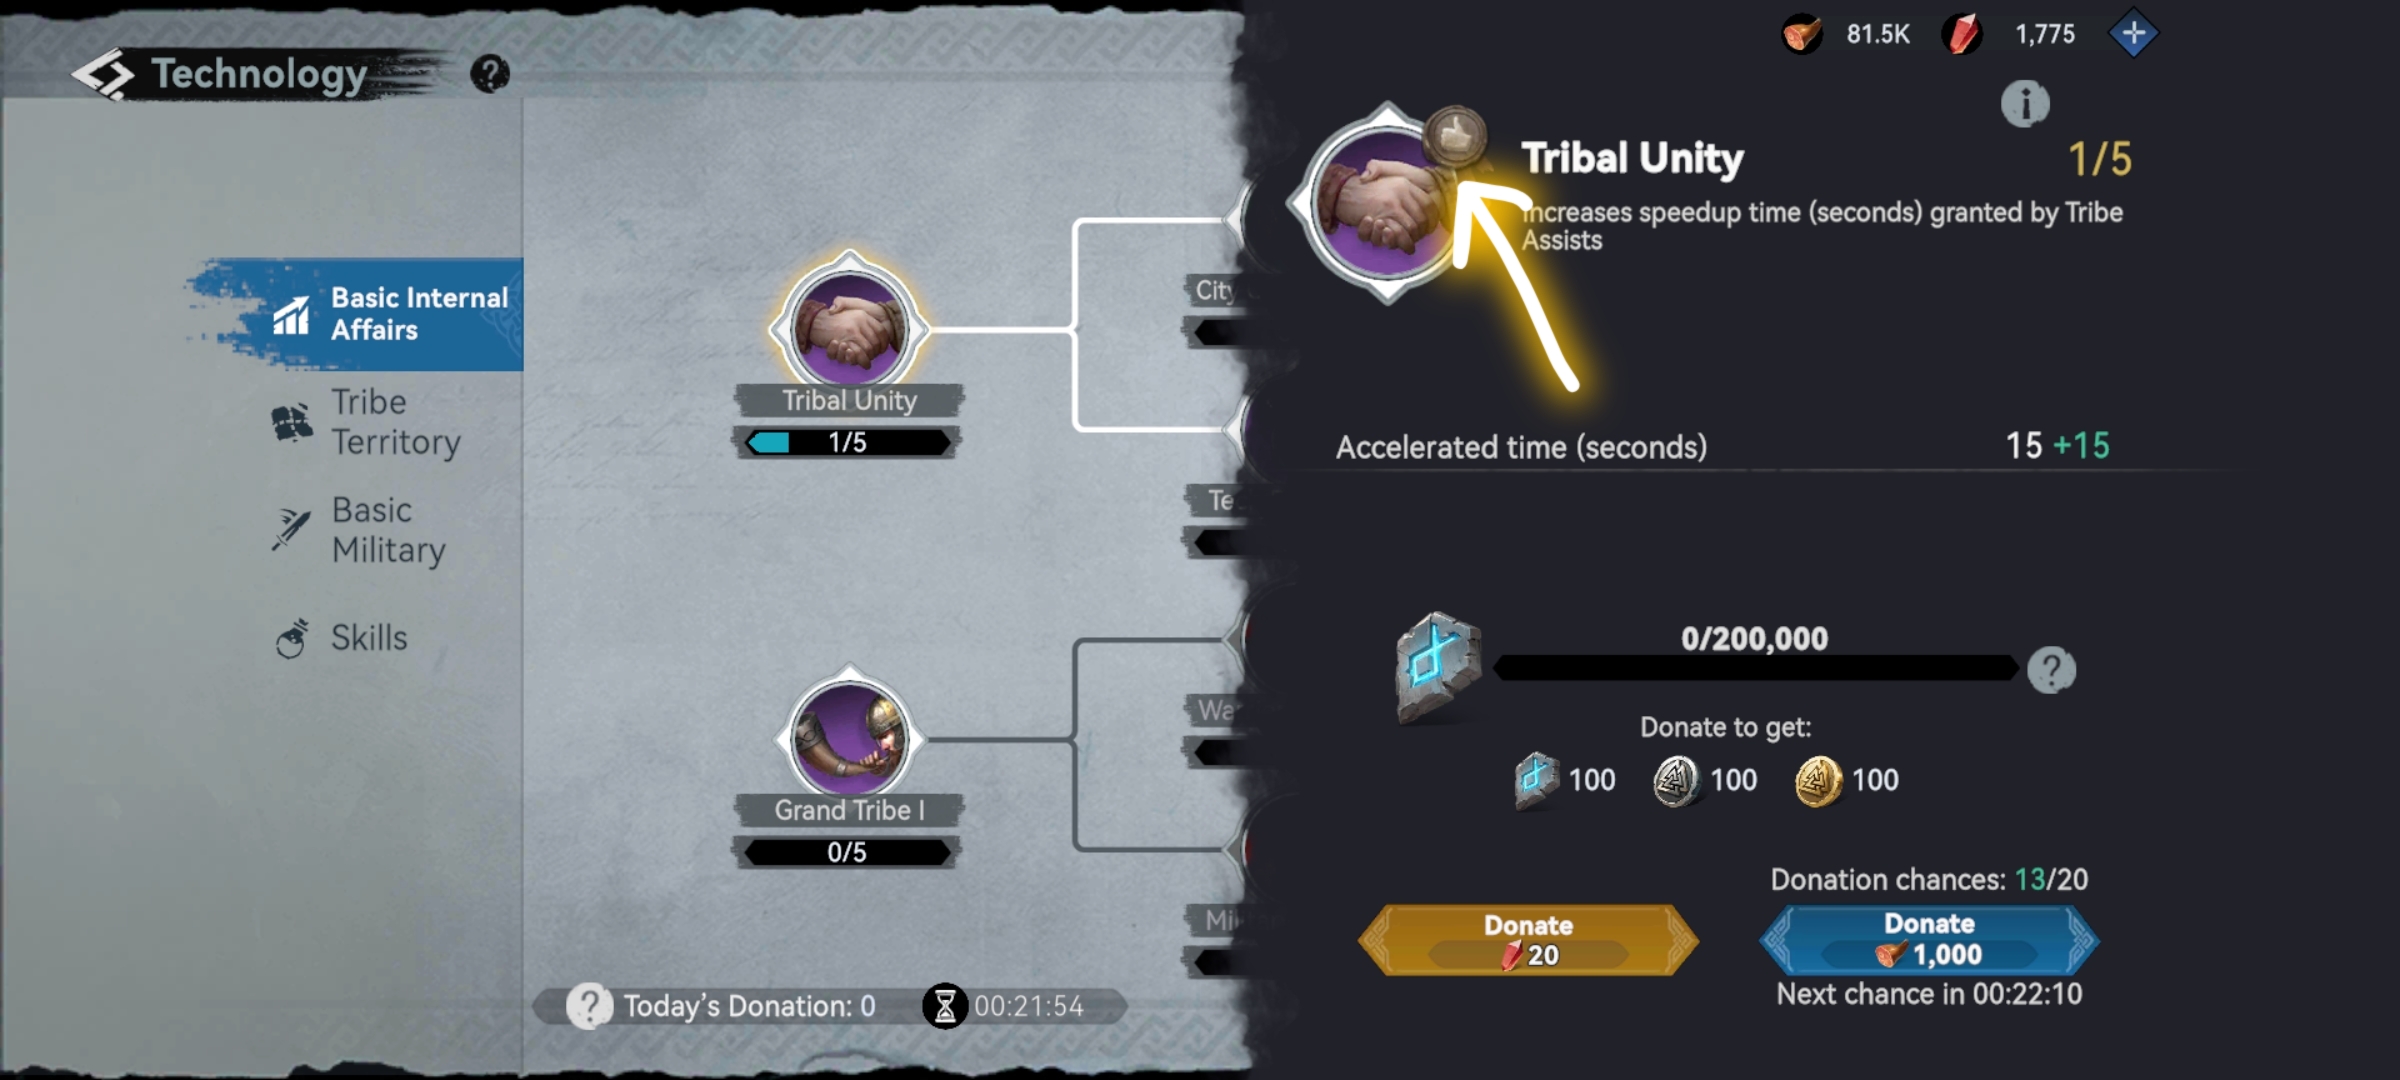 Technology
?
81.5K
1,775
Tribal Unity
1/5
Increases speedup time (seconds) granted by Tribe
Assists
Basic Internal
Affairs
Tribe
Territory
Basic
Military
Skills
Tribal Unity
1/5
City
Accelerated time (seconds)
15 +15
Te
0/200,000
?
Donate to get:
100
100
100
Grand Tribe I
0/5
Wa
Mi
Donation chances: 13/20
Donate
20
Donate
1,000
Next chance in 00:22:10
?
Today's Donation: 0
00:21:54